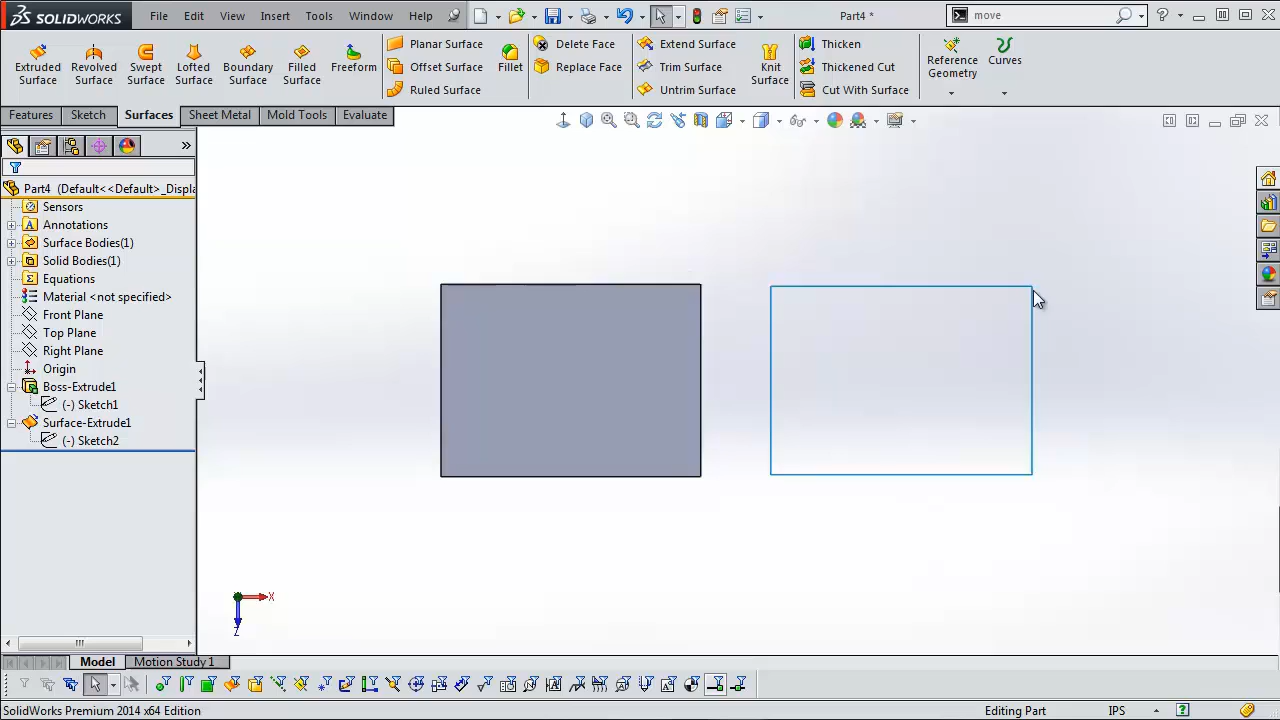 SOLIDWORKS File Edit View Insert Tools Window Help Part4 * move
Extruded Surface
Revolved Surface
Swept Surface
Lofted Surface
Boundary Surface
Filled Surface
Freeform
Planar Surface
Offset Surface
Ruled Surface
Fillet
Delete Face
Replace Face
Extend Surface
Trim Surface
Untrim Surface
Knit Surface
Thicken
Thickened Cut
Cut With Surface
Reference Geometry
Curves
Features Sketch Surfaces Sheet Metal Mold Tools Evaluate
Part4 (Default<<Default>_Displa
Sensors
Annotations
Surface Bodies(1)
Solid Bodies(1)
Equations
Material <not specified>
Front Plane
Top Plane
Right Plane
Origin
Boss-Extrude1
(-) Sketch1
Surface-Extrude1
(-) Sketch2
X
Z
Model Motion Study 1
SolidWorks Premium 2014 x64 Edition Editing Part IPS